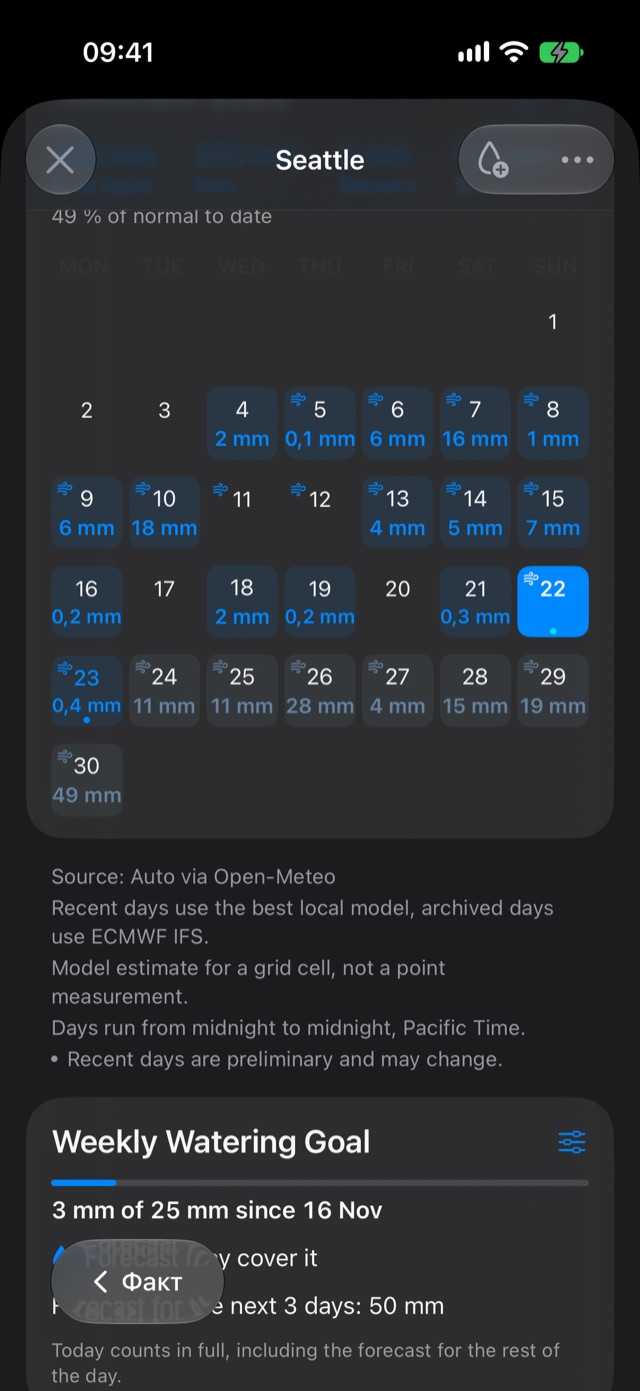 09:41
Seattle
49 % of normal to date
MON TUE WED THU FRI SAT SUN
1
2 3 4 5 6 7 8
2 mm 0,1 mm 6 mm 16 mm 1 mm
9 10 11 12 13 14 15
6 mm 18 mm 4 mm 5 mm 7 mm
16 17 18 19 20 21 22
0,2 mm 2 mm 0,2 mm 0,3 mm
23 24 25 26 27 28 29
0,4 mm 11 mm 11 mm 28 mm 4 mm 15 mm 19 mm
30
49 mm
Source: Auto via Open-Meteo
Recent days use the best local model, archived days
use ECMWF IFS.
Model estimate for a grid cell, not a point
measurement.
Days run from midnight to midnight, Pacific Time.
• Recent days are preliminary and may change.
Weekly Watering Goal
3 mm of 25 mm since 16 Nov
Forecast cover it
Факт
next 3 days: 50 mm
Today counts in full, including the forecast for the rest of
the day.